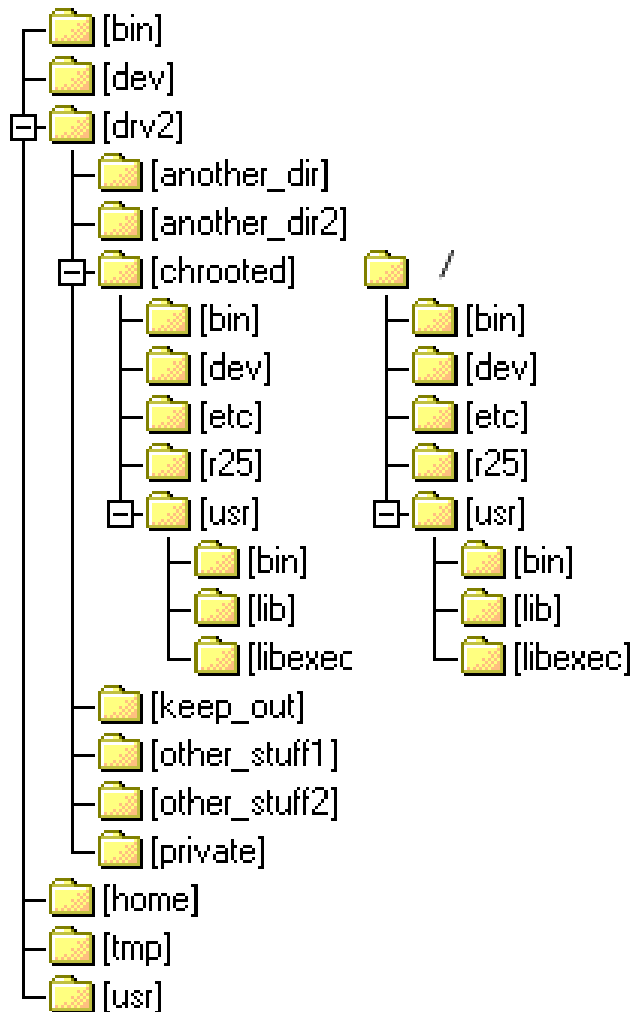 [bin]
[dev]
[drv2]
[another_dir]
[another_dir2]
[chrooted] /
[bin] [bin]
[dev] [dev]
[etc] [etc]
[r25] [r25]
[usr] [usr]
[bin] [bin]
[lib] [lib]
[libexec [libexec]
[keep_out]
[other_stuff1]
[other_stuff2]
[private]
[home]
[tmp]
[usr]